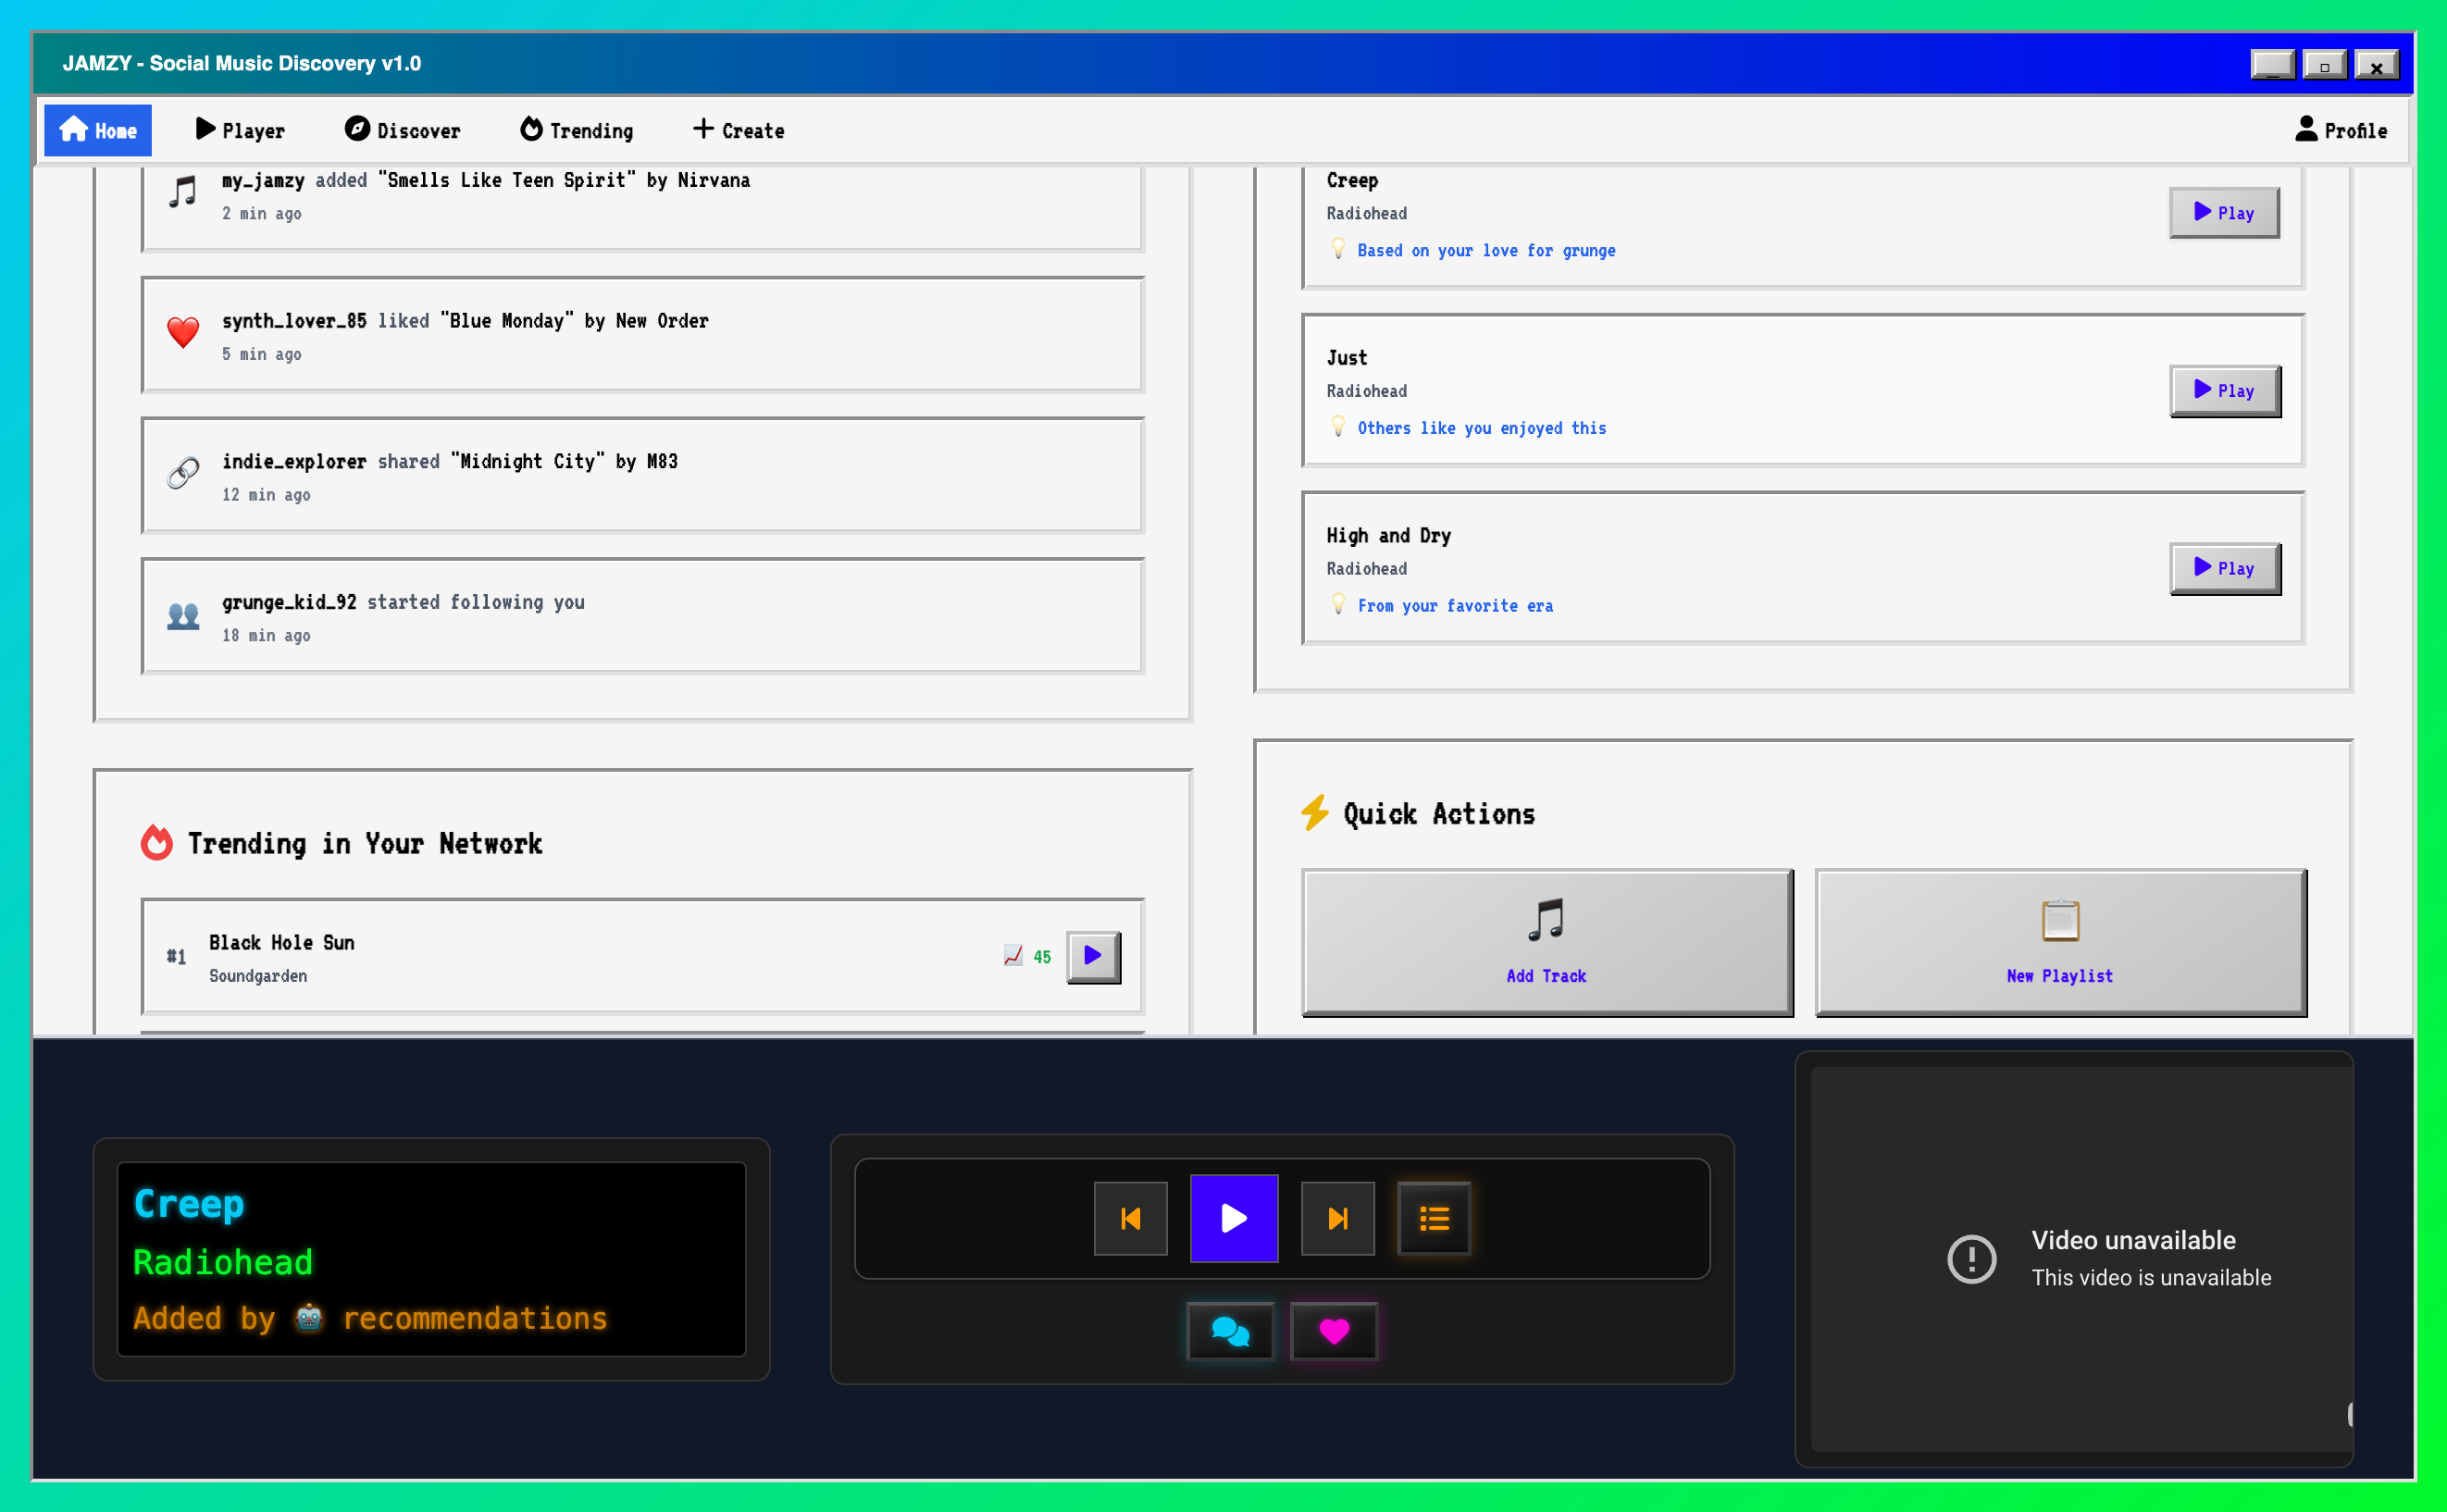 JAMZY - Social Music Discovery v1.0
Home
Player
Discover
Trending
Create
Profile
my_jamzy added "Smells Like Teen Spirit" by Nirvana
2 min ago
synth_lover_85 liked "Blue Monday" by New Order
5 min ago
indie_explorer shared "Midnight City" by M83
12 min ago
grunge_kid_92 started following you
18 min ago
Creep
Radiohead
Based on your love for grunge
Play
Just
Radiohead
Others like you enjoyed this
Play
High and Dry
Radiohead
From your favorite era
Play
Trending in Your Network
#1
Black Hole Sun
Soundgarden
45
Quick Actions
Add Track
New Playlist
Creep
Radiohead
Added by 🤖 recommendations
Video unavailable
This video is unavailable